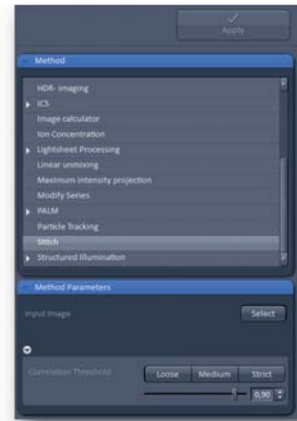 Apply
Method
HDR- Imaging
ICS
Image calculator
Ion Concentration
Lightsheet Processing
Linear unmixing
Maximum intensity projection
Modify Series
PALM
Particle Tracking
Stitch
Structured Illumination
Method Parameters
Input Image Select
Correlation Threshold Loose Medium Strict
0,90